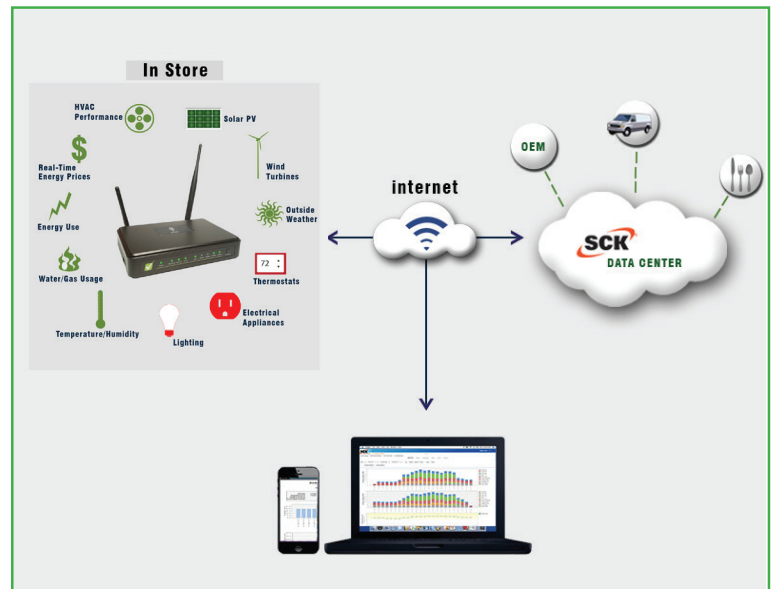 In Store
HVAC
Performance
Solar PV
Real-Time
Energy Prices
Wind
Turbines
Energy Use
Outside
Weather
Water/Gas Usage
72
Thermostats
Temperature/Humidity
Lighting
Electrical
Appliances
internet
OEM
SCK
DATA CENTER